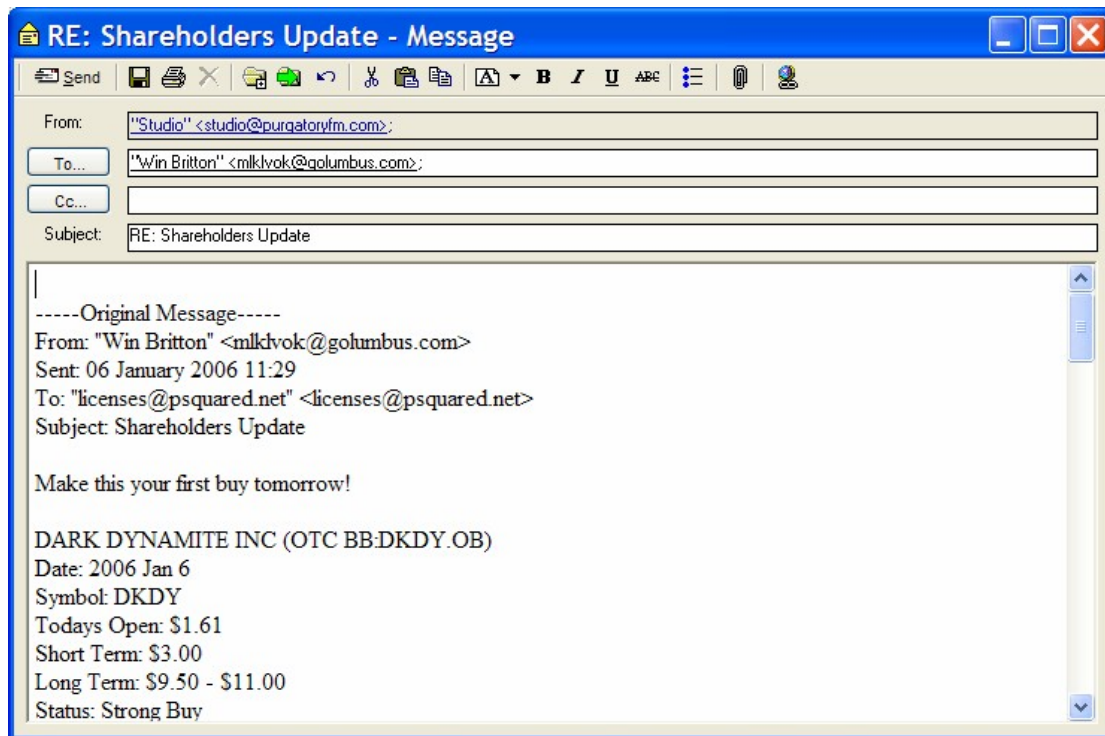 RE: Shareholders Update - Message
Send A B I U ABC
From: "Studio" <studio@purgatoryfm.com>;
To... "Win Britton" <mlklvok@golumbus.com>;
Cc...
Subject: RE: Shareholders Update
-----Original Message-----
From: "Win Britton" <mlklvok@golumbus.com>
Sent: 06 January 2006 11:29
To: "licenses@psquared.net" <licenses@psquared.net>
Subject: Shareholders Update
Make this your first buy tomorrow!
DARK DYNAMITE INC (OTC BB:DKDY.OB)
Date: 2006 Jan 6
Symbol: DKDY
Todays Open: $1.61
Short Term: $3.00
Long Term: $9.50 - $11.00
Status: Strong Buy